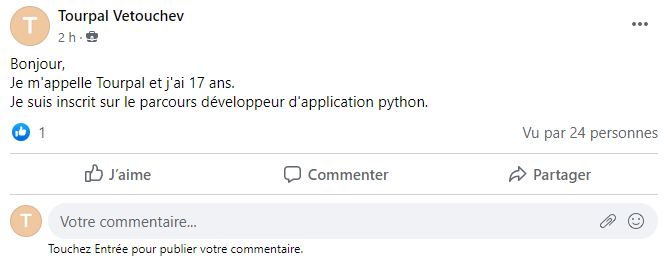 T
Tourpal Vetouchev
2 h ·
Bonjour,
Je m'appelle Tourpal et j'ai 17 ans.
Je suis inscrit sur le parcours développeur d'application python.
1
Vu par 24 personnes
J'aime
Commenter
Partager
T
Votre commentaire...
Touchez Entrée pour publier votre commentaire.